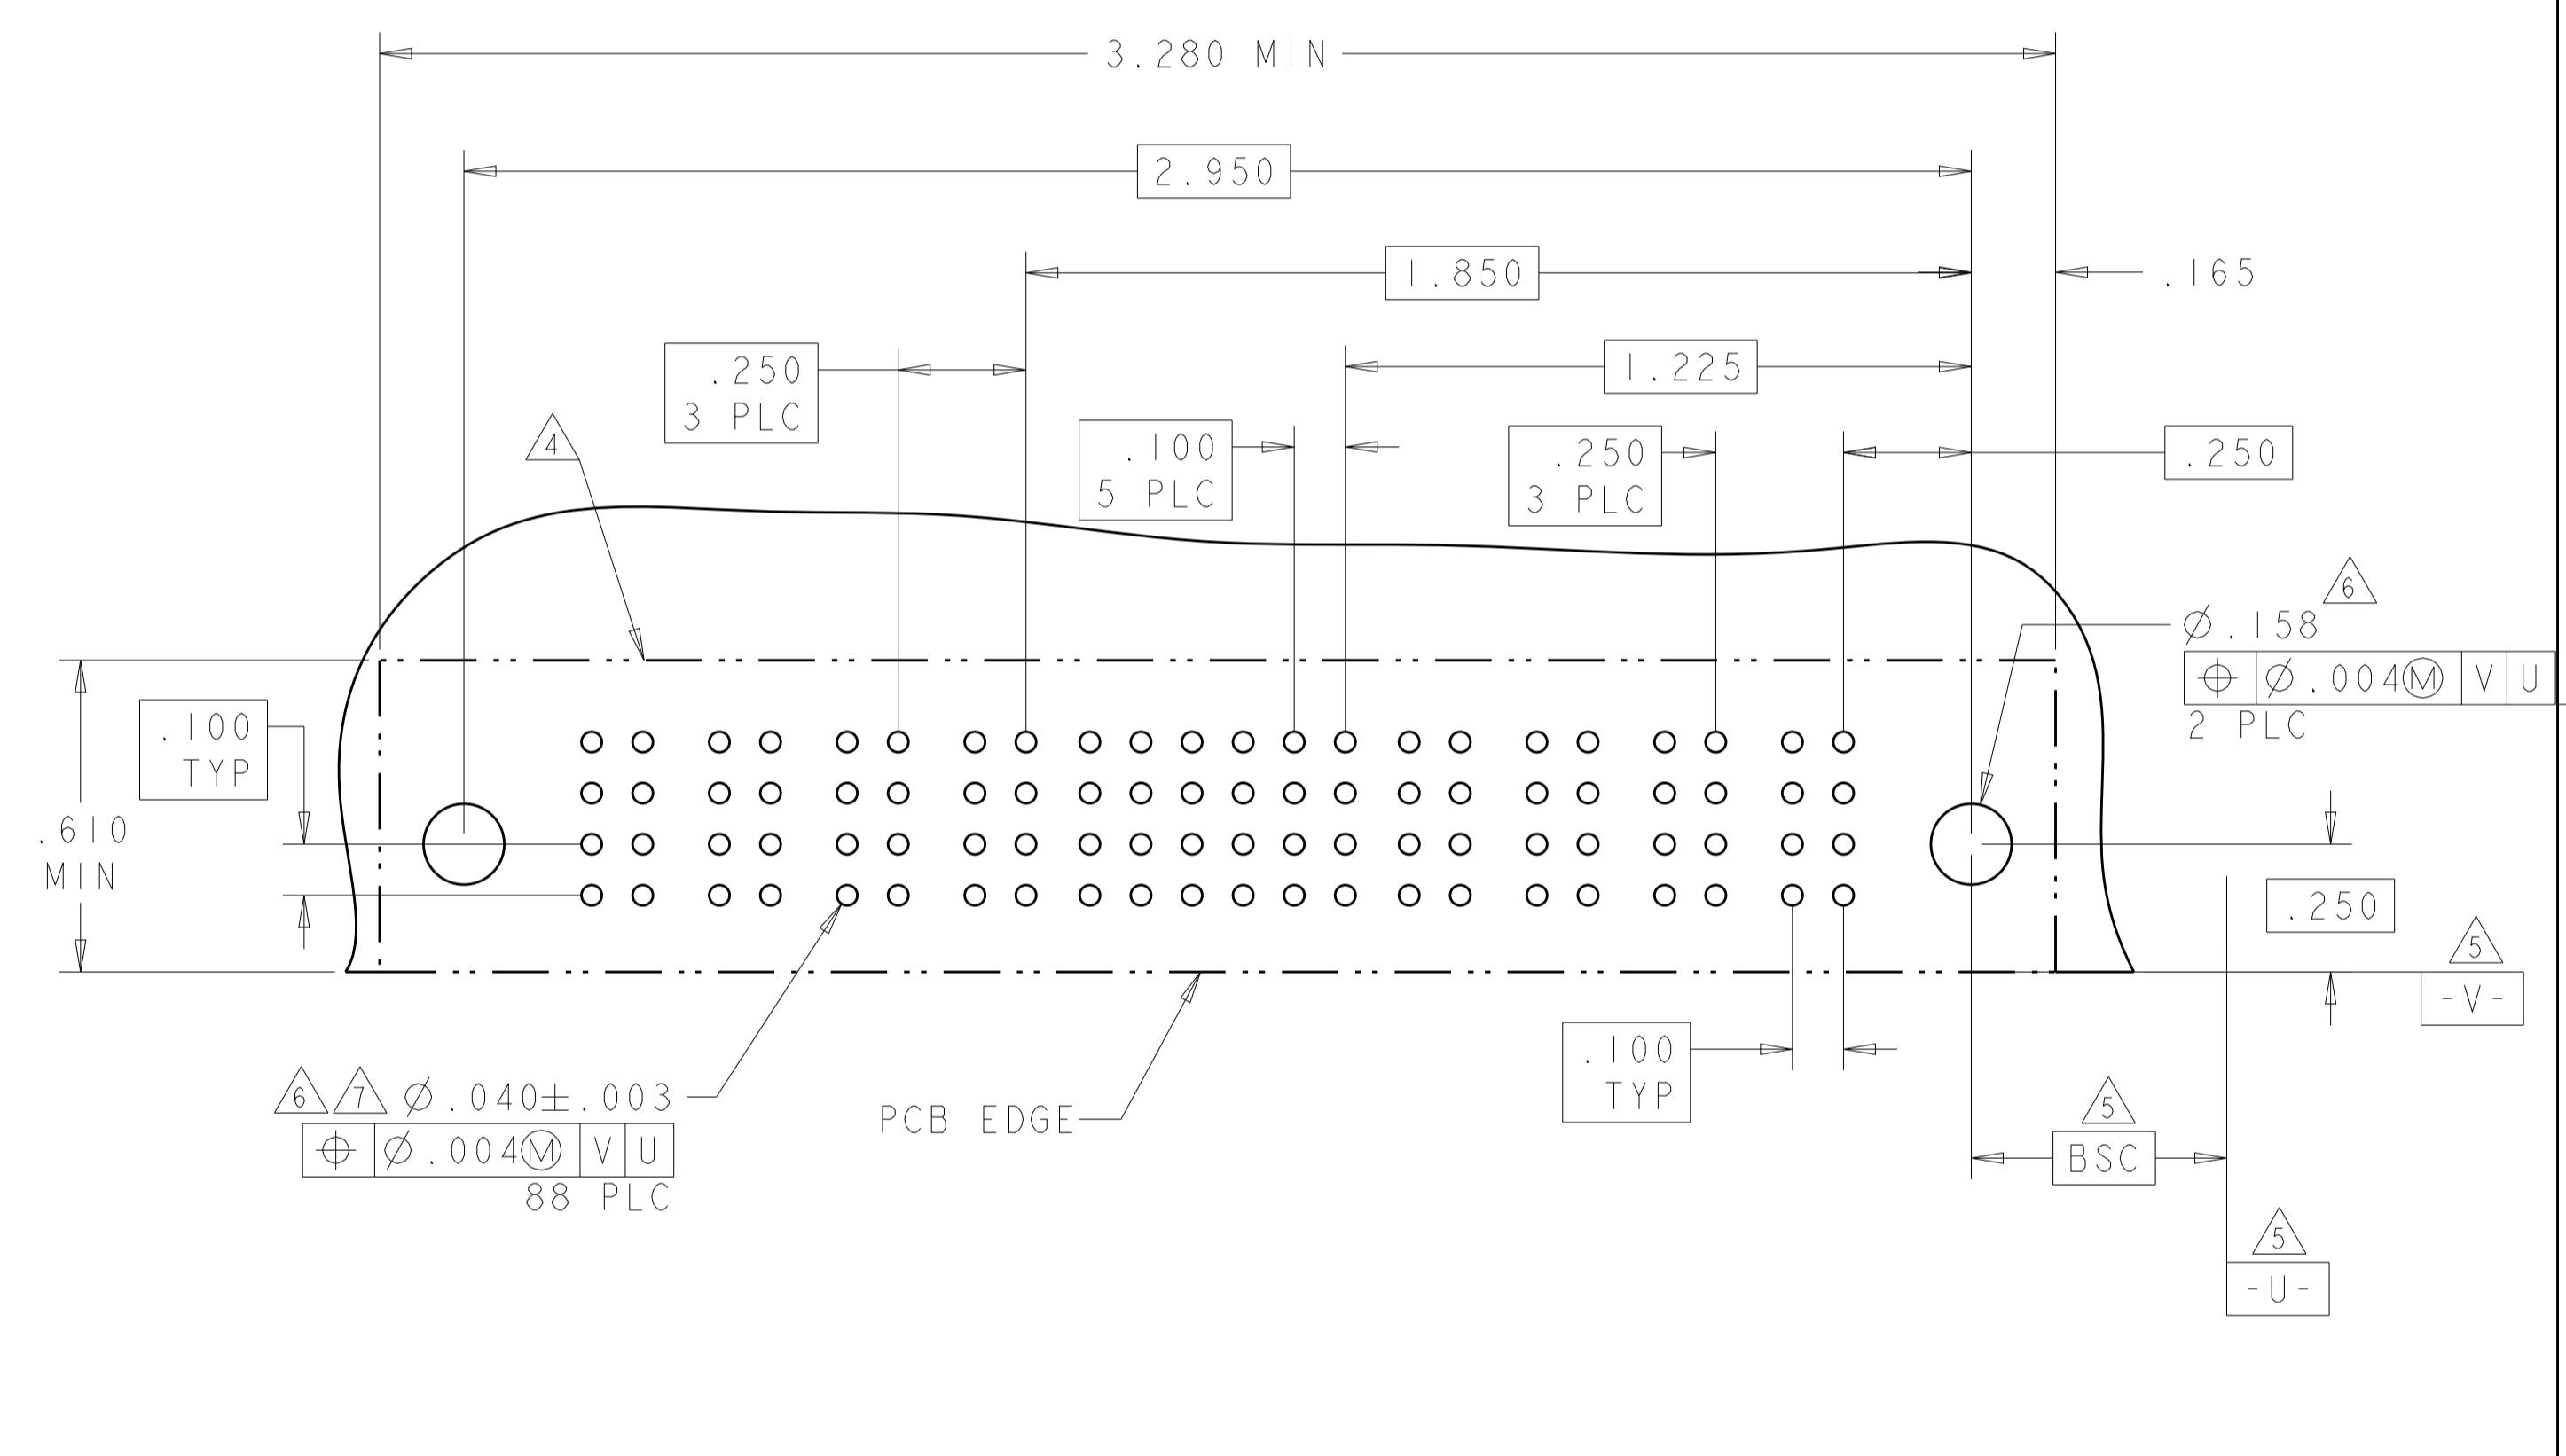 3.280 MIN
2.950
1.850
.165
.250
3 PLC
1.225
.100
5 PLC
.250
3 PLC
.250
4
6
Ø.158
⌖ Ø.004Ⓜ V U
2 PLC
.100
TYP
.610
MIN
.250
5
-V-
6 7 Ø.040±.003
⌖ Ø.004Ⓜ V U
88 PLC
PCB EDGE
.100
TYP
5
BSC
5
-U-